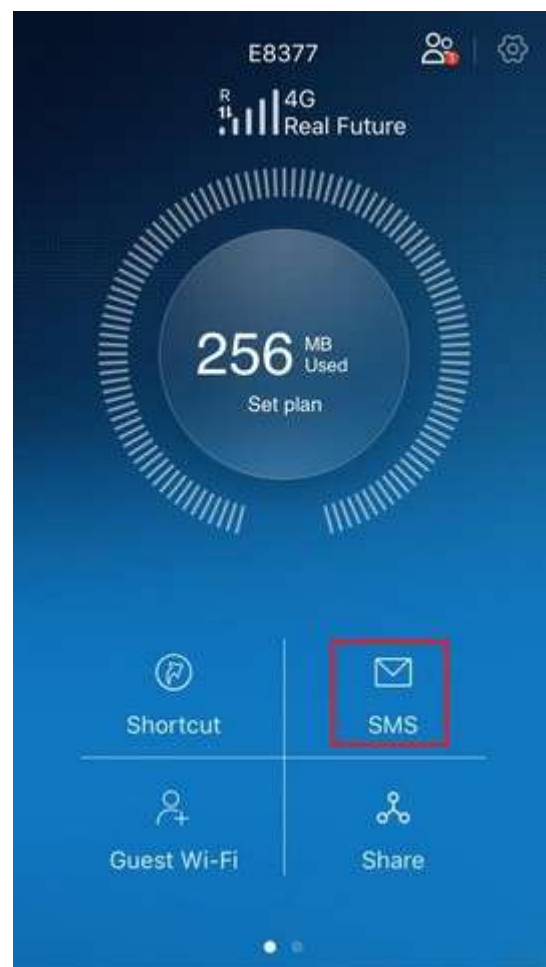 E8377
R
4G
Real Future
256 MB
Used
Set plan
Shortcut
SMS
Guest Wi-Fi
Share